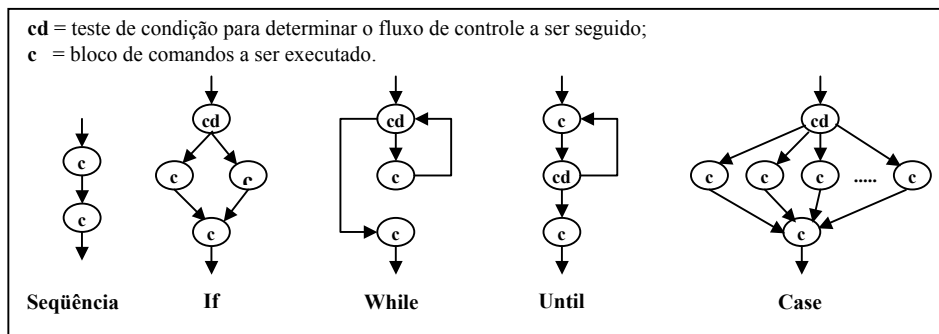 cd = teste de condição para determinar o fluxo de controle a ser seguido;
c = bloco de comandos a ser executado.
cd cd c cd
c c c c c c cd c c c ..... c
c c c c c
Seqüência If While Until Case